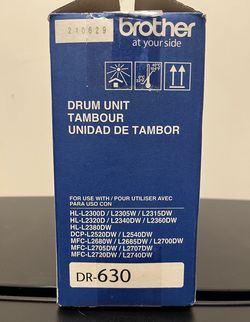 210629
brother
at your side
DRUM UNIT
TAMBOUR
UNIDAD DE TAMBOR
FOR USE WITH / POUR UTILISER AVEC
PARA USO CON
HL-L2300D / L2305W / L2315DW
HL-L2320D / L2340DW / L2360DW
HL-L2380DW
DCP-L2520DW / L2540DW
MFC-L2680W / L2685DW / L2700DW
MFC-L2705DW / L2707DW
MFC-L2720DW / L2740DW
DR-630